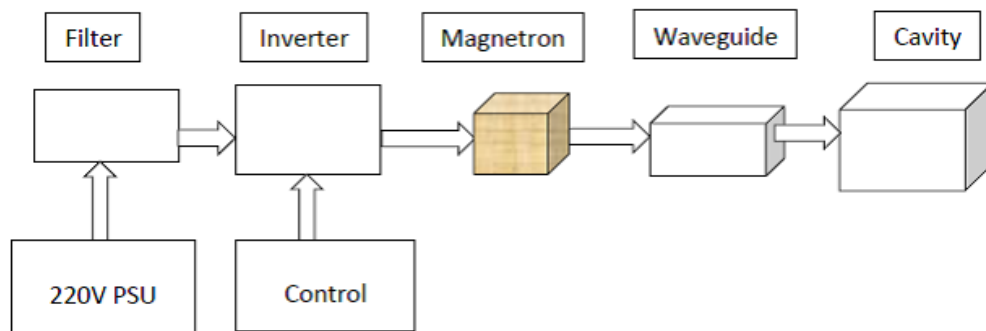 Filter
Inverter
Magnetron
Waveguide
Cavity
220V PSU
Control